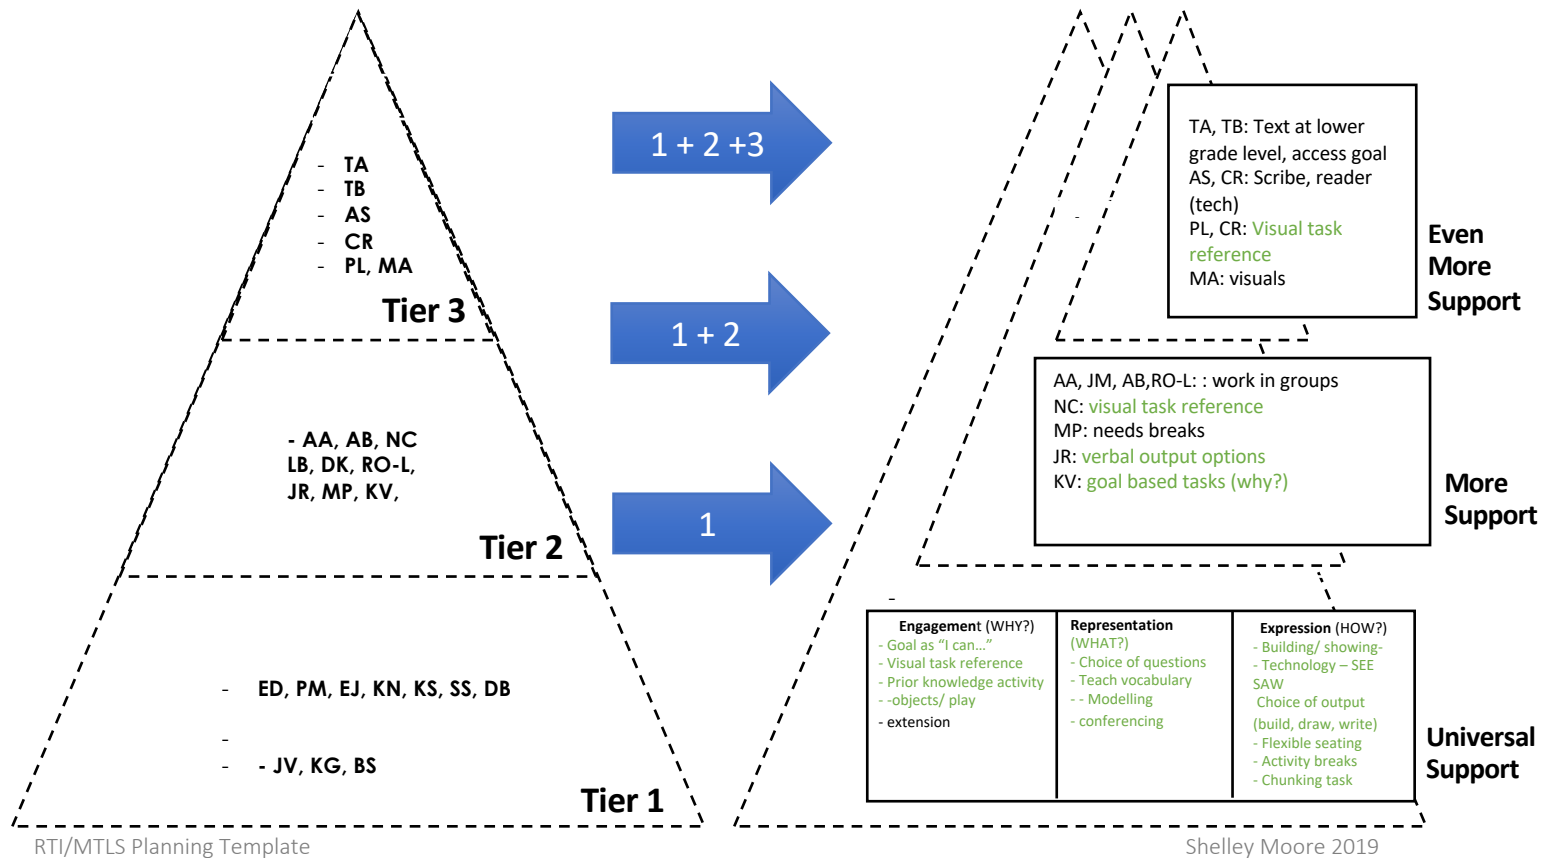 - TA
- TB
- AS
- CR
- PL, MA
Tier 3
- AA, AB, NC
LB, DK, RO-L,
JR, MP, KV,
Tier 2
- ED, PM, EJ, KN, KS, SS, DB
-
- - JV, KG, BS
Tier 1
1 + 2 +3
1 + 2
1
TA, TB: Text at lower
grade level, access goal
AS, CR: Scribe, reader
(tech)
PL, CR: Visual task
reference
MA: visuals
Even
More
Support
AA, JM, AB,RO-L: : work in groups
NC: visual task reference
MP: needs breaks
JR: verbal output options
KV: goal based tasks (why?)
More
Support
-
Engagement (WHY?)
- Goal as “I can...”
- Visual task reference
- Prior knowledge activity
- -objects/ play
- extension
Representation
(WHAT?)
- Choice of questions
- Teach vocabulary
- - Modelling
- conferencing
Expression (HOW?)
- Building/ showing-
- Technology – SEE
SAW
Choice of output
(build, draw, write)
- Flexible seating
- Activity breaks
- Chunking task
Universal
Support
RTI/MTLS Planning Template
Shelley Moore 2019